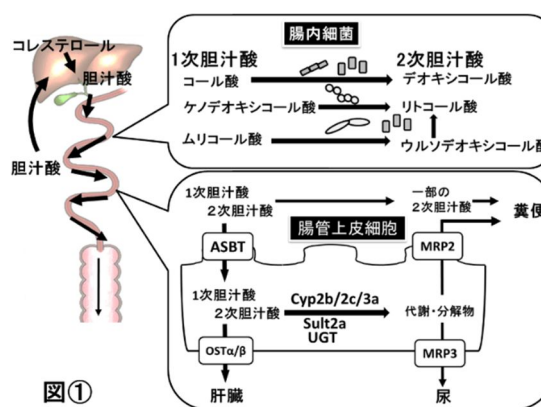 コレステロール
胆汁酸
胆汁酸
腸内細菌
1次胆汁酸
2次胆汁酸
コール酸
デオキシコール酸
ケノデオキシコール酸
リトコール酸
ムリコール酸
ウルソデオキシコール酸
1次胆汁酸
2次胆汁酸
一部の
2次胆汁酸
糞便
腸管上皮細胞
ASBT
MRP2
1次胆汁酸
2次胆汁酸
Cyp2b/2c/3a
Sult2a
UGT
代謝・分解物
OSTα/β
MRP3
肝臓
尿
図①